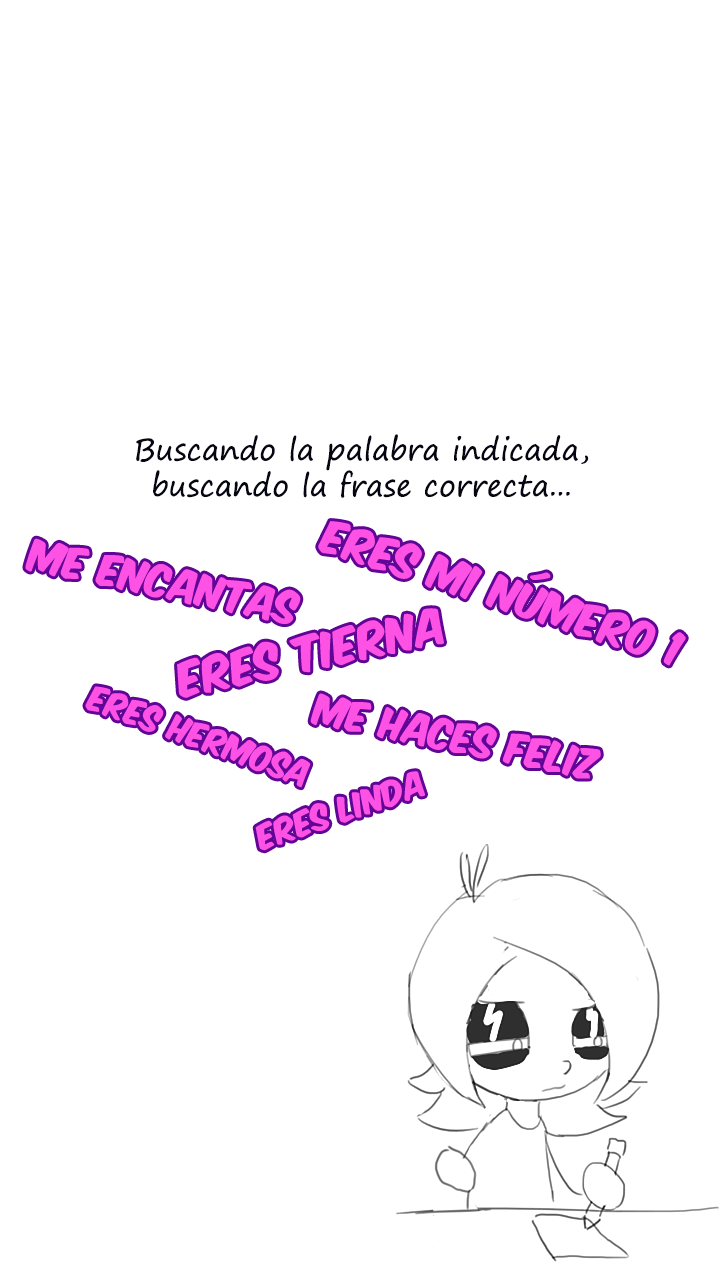 Buscando la palabra indicada,
buscando la frase correcta...
ME ENCANTAS
ERES MI NÚMERO 1
ERES TIERNA
ERES HERMOSA
ME HACES FELIZ
ERES LINDA